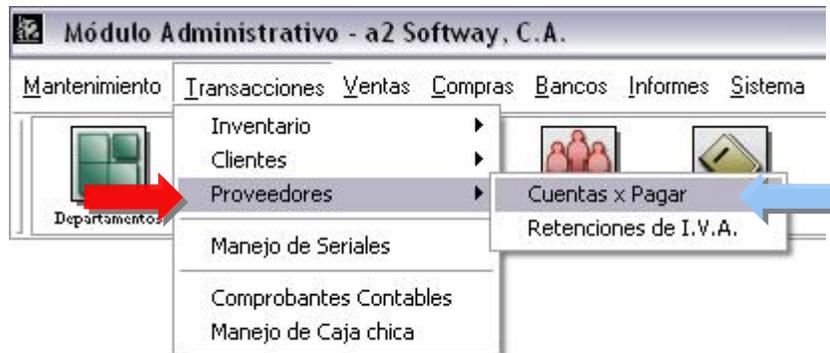 Módulo Administrativo - a2 Softway, C.A.
Mantenimiento Transacciones Ventas Compras Bancos Informes Sistema
Departamentos
Inventario
Clientes
Proveedores
Manejo de Seriales
Comprobantes Contables
Manejo de Caja chica
Cuentas x Pagar
Retenciones de I.V.A.